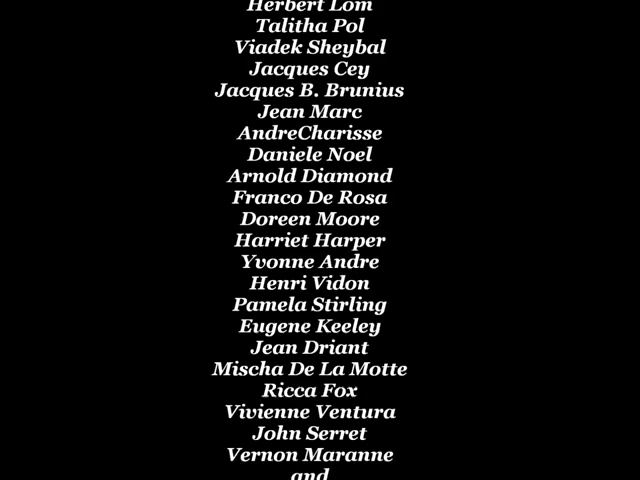 Herbert Lom
Talitha Pol
Viadek Sheybal
Jacques Cey
Jacques B. Brunius
Jean Marc
AndreCharisse
Daniele Noel
Arnold Diamond
Franco De Rosa
Doreen Moore
Harriet Harper
Yvonne Andre
Henri Vidon
Pamela Stirling
Eugene Keeley
Jean Driant
Mischa De La Motte
Ricca Fox
Vivienne Ventura
John Serret
Vernon Maranne
and